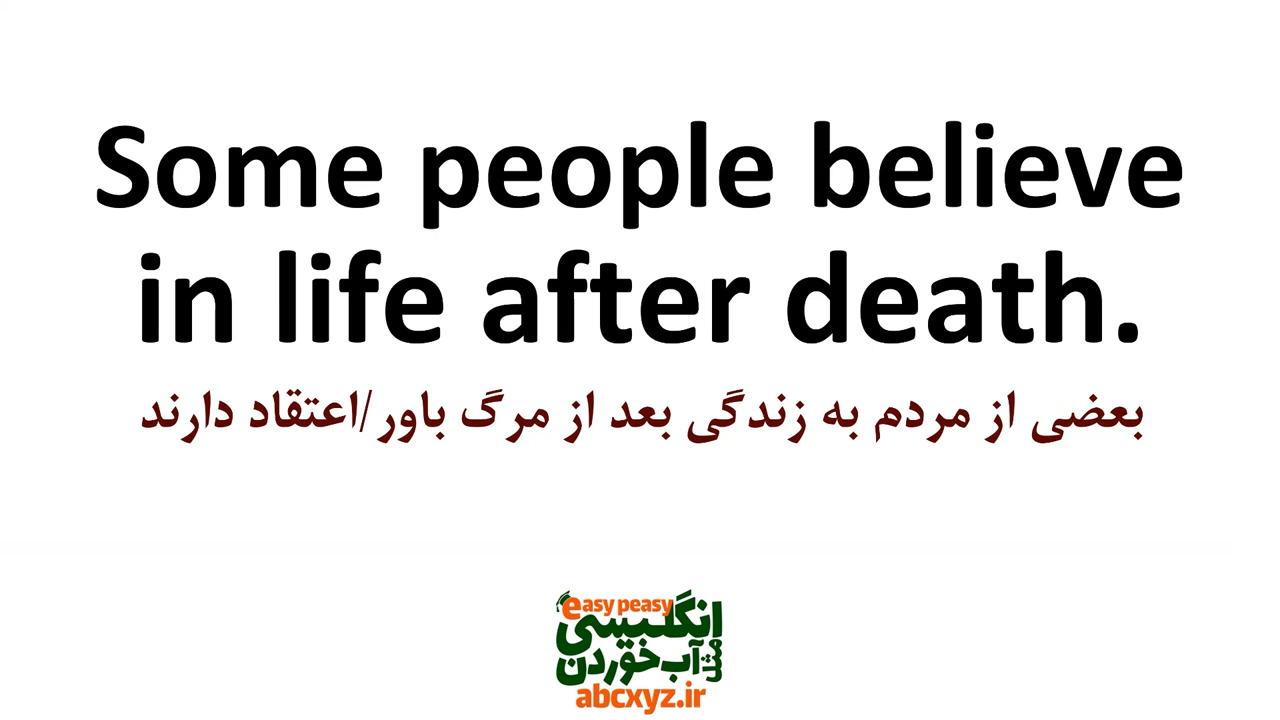 Some people believe
in life after death.
بعضی از مردم به زندگی بعد از مرگ باور/اعتقاد دارند
easy peasy
انگلیسی
مثل آب خوردن
abcxyz.ir